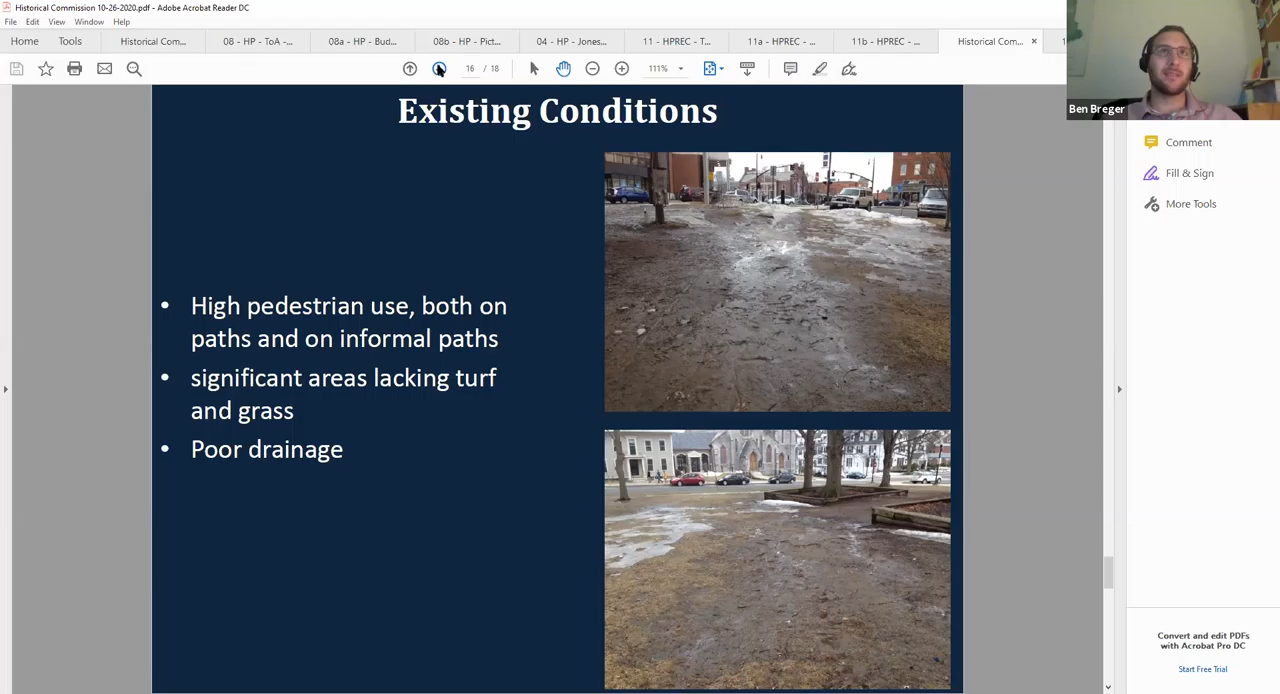 Historical Commission 10-26-2020.pdf - Adobe Acrobat Reader DC
File Edit View Window Help
Home Tools Historical Com... 08 - HP - ToA -... 08a - HP - Bud... 08b - HP - Pict... 04 - HP - Jones... 11 - HPREC - T... 11a - HPREC - ... 11b - HPREC - ... Historical Com... ×
16 / 18 111%
Ben Breger
Existing Conditions
• High pedestrian use, both on
paths and on informal paths
• significant areas lacking turf
and grass
• Poor drainage
Comment
Fill & Sign
More Tools
Convert and edit PDFs
with Acrobat Pro DC
Start Free Trial